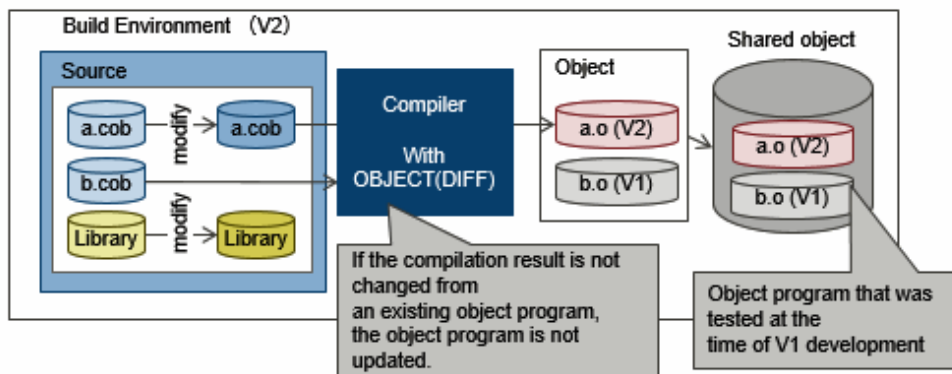 Build Environment （V2）
Source
a.cob
modify
a.cob
b.cob
Library
modify
Library
Compiler
With
OBJECT(DIFF)
Object
a.o (V2)
b.o (V1)
Shared object
a.o (V2)
b.o (V1)
If the compilation result is not
changed from
an existing object program,
the object program is not
updated.
Object program that was
tested at the
time of V1 development